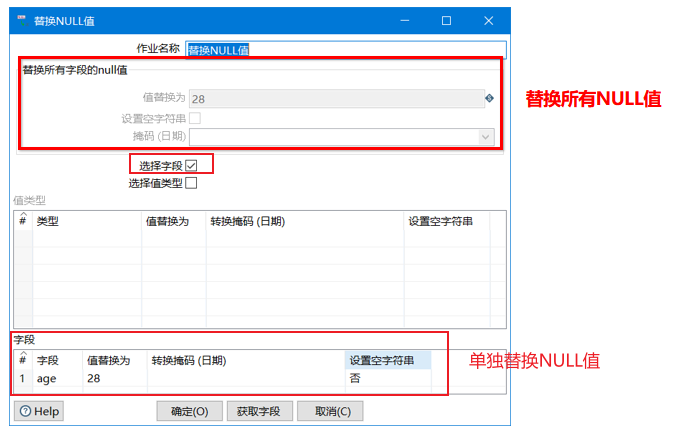 替换NULL值
作业名称 替换NULL值
替换所有字段的null值
值替换为 28
设置空字符串
掩码 (日期)
替换所有NULL值
选择字段
选择值类型
值类型
# 类型 值替换为 转换掩码 (日期) 设置空字符串
字段
# 字段 值替换为 转换掩码 (日期) 设置空字符串
1 age 28 否
单独替换NULL值
Help 确定(O) 获取字段 取消(C)